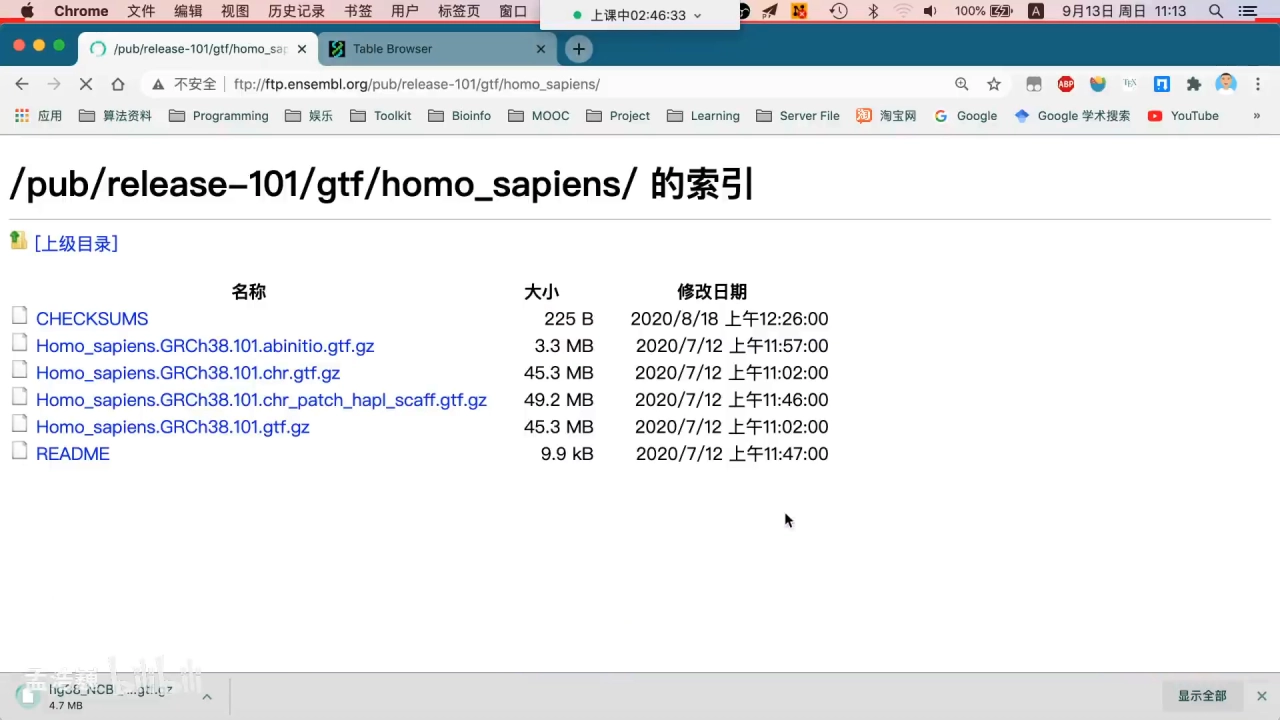 Chrome 文件 编辑 视图 历史记录 书签 用户 标签页 窗口 上课中02:46:33 100% A 9月13日 周日 11:13
/pub/release-101/gtf/homo_sap
Table Browser
不安全 ftp://ftp.ensembl.org/pub/release-101/gtf/homo_sapiens/
应用 算法资料 Programming 娱乐 Toolkit Bioinfo MOOC Project Learning Server File 淘宝网 Google Google 学术搜索 YouTube »
/pub/release-101/gtf/homo_sapiens/ 的索引
[上级目录]
名称 大小 修改日期
CHECKSUMS 225 B 2020/8/18 上午12:26:00
Homo_sapiens.GRCh38.101.abinitio.gtf.gz 3.3 MB 2020/7/12 上午11:57:00
Homo_sapiens.GRCh38.101.chr.gtf.gz 45.3 MB 2020/7/12 上午11:02:00
Homo_sapiens.GRCh38.101.chr_patch_hapl_scaff.gtf.gz 49.2 MB 2020/7/12 上午11:46:00
Homo_sapiens.GRCh38.101.gtf.gz 45.3 MB 2020/7/12 上午11:02:00
README 9.9 kB 2020/7/12 上午11:47:00
4.7 MB
显示全部